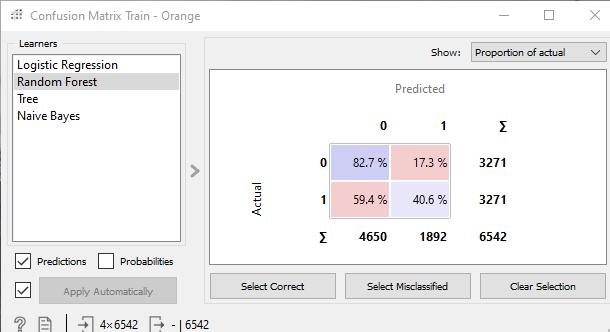 Confusion Matrix Train - Orange
Learners
Logistic Regression
Random Forest
Tree
Naive Bayes
Predictions
Probabilities
Apply Automatically
Show: Proportion of actual
Predicted
0 1 Σ
0 82.7 % 17.3 % 3271
Actual
1 59.4 % 40.6 % 3271
Σ 4650 1892 6542
Select Correct
Select Misclassified
Clear Selection
? 4×6542 - | 6542